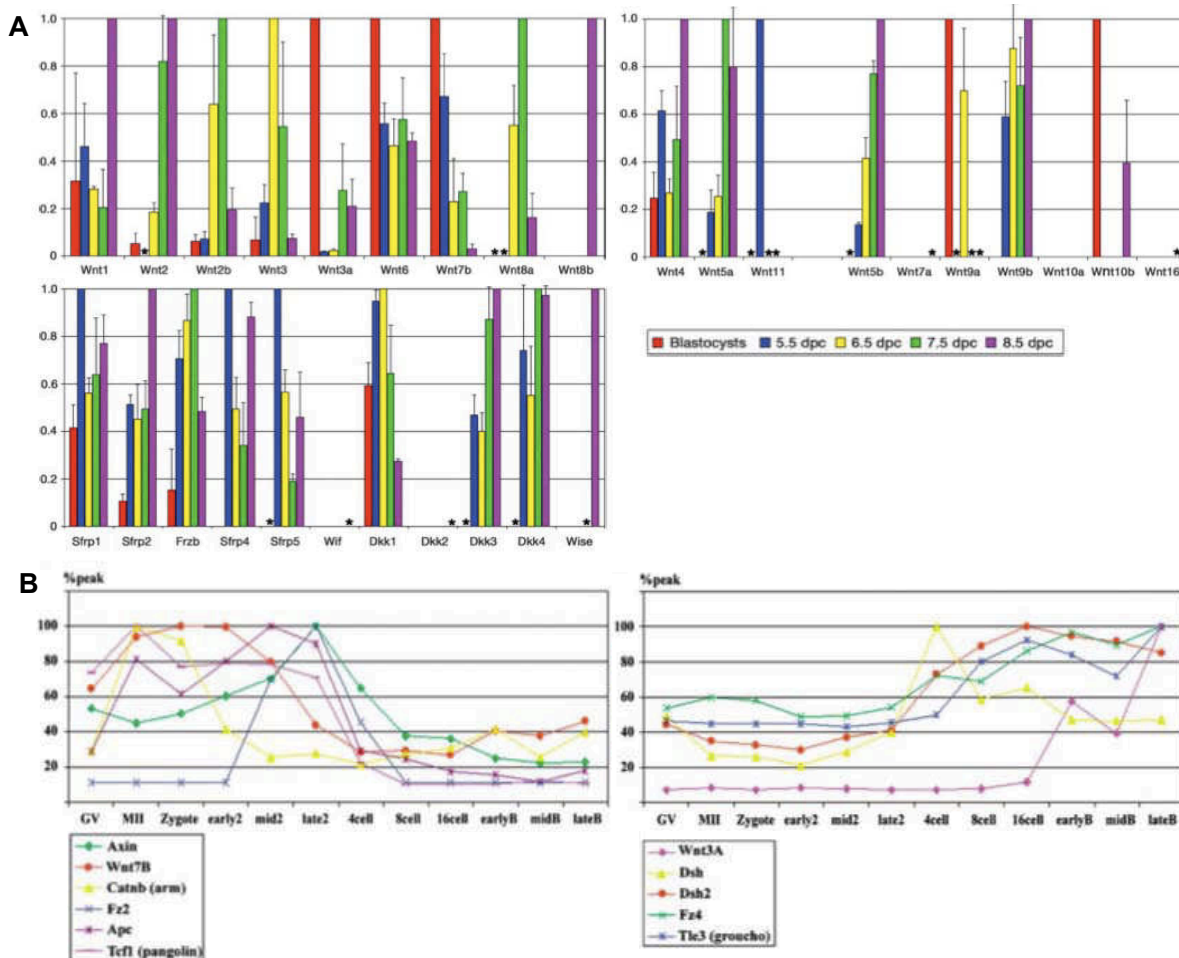 A
1.0
0.8
0.6
0.4
0.2
0
Wnt1 Wnt2 Wnt2b Wnt3 Wnt3a Wnt6 Wnt7b Wnt8a Wnt8b
★ ★★
1.0
0.8
0.6
0.4
0.2
0
Wnt4 Wnt5a Wnt11 Wnt5b Wnt7a Wnt9a Wnt9b Wnt10a Wnt10b Wnt16
★ ★ ★★ ★ ★ ★ ★★ ★
1.0
0.8
0.6
0.4
0.2
0
Sfrp1 Sfrp2 Frzb Sfrp4 Sfrp5 Wif Dkk1 Dkk2 Dkk3 Dkk4 Wise
★ ★ ★ ★ ★ ★
Blastocysts 5.5 dpc 6.5 dpc 7.5 dpc 8.5 dpc
B
%peak
100
80
60
40
20
GV MII Zygote early2 mid2 late2 4cell 8cell 16cell earlyB midB lateB
Axin
Wnt7B
Catnb (arm)
Fz2
Apc
Tcf1 (pangolin)
%peak
100
80
60
40
20
GV MII Zygote early2 mid2 late2 4cell 8cell 16cell earlyB midB lateB
Wnt3A
Dsh
Dsh2
Fz4
Tle3 (groucho)